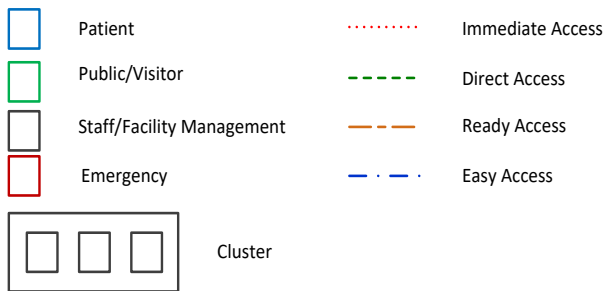 Patient
Immediate Access
Public/Visitor
Direct Access
Staff/Facility Management
Ready Access
Emergency
Easy Access
Cluster